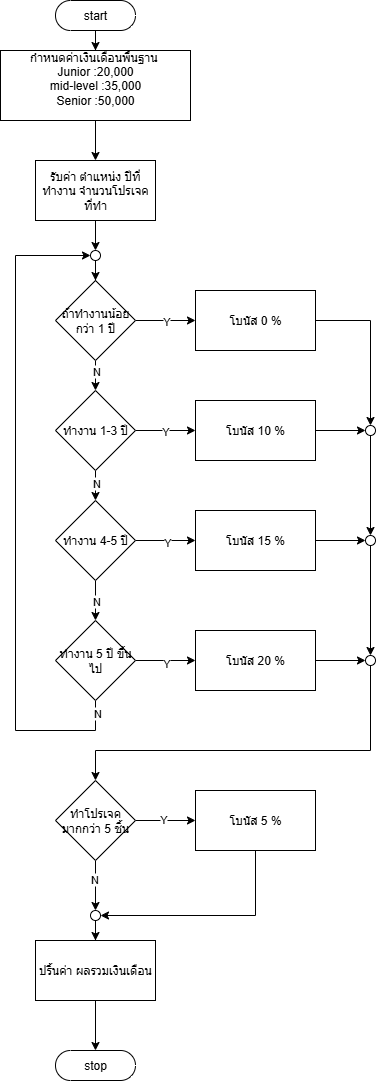 start
กำหนดค่าเงินเดือนพื้นฐาน
Junior :20,000
mid-level :35,000
Senior :50,000
รับค่า ตำแหน่ง ปีที่
ทำงาน จำนวนโปรเจค
ที่ทำ
ถ้าทำงานน้อย
กว่า 1 ปี
Y
โบนัส 0 %
N
ทำงาน 1-3 ปี
Y
โบนัส 10 %
N
ทำงาน 4-5 ปี
Y
โบนัส 15 %
N
ทำงาน 5 ปี ขึ้น
ไป
Y
โบนัส 20 %
N
ทำโปรเจค
มากกว่า 5 ชิ้น
Y
โบนัส 5 %
N
ปริ้นค่า ผลรวมเงินเดือน
stop